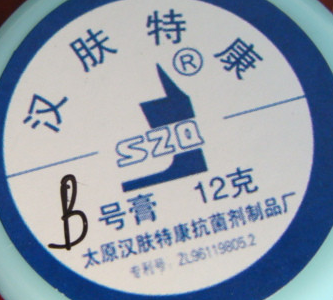 汉肤特康
®
SZQ
B号膏 12克
太原汉肤特康抗菌剂制品厂
专利号: ZL96119805.2